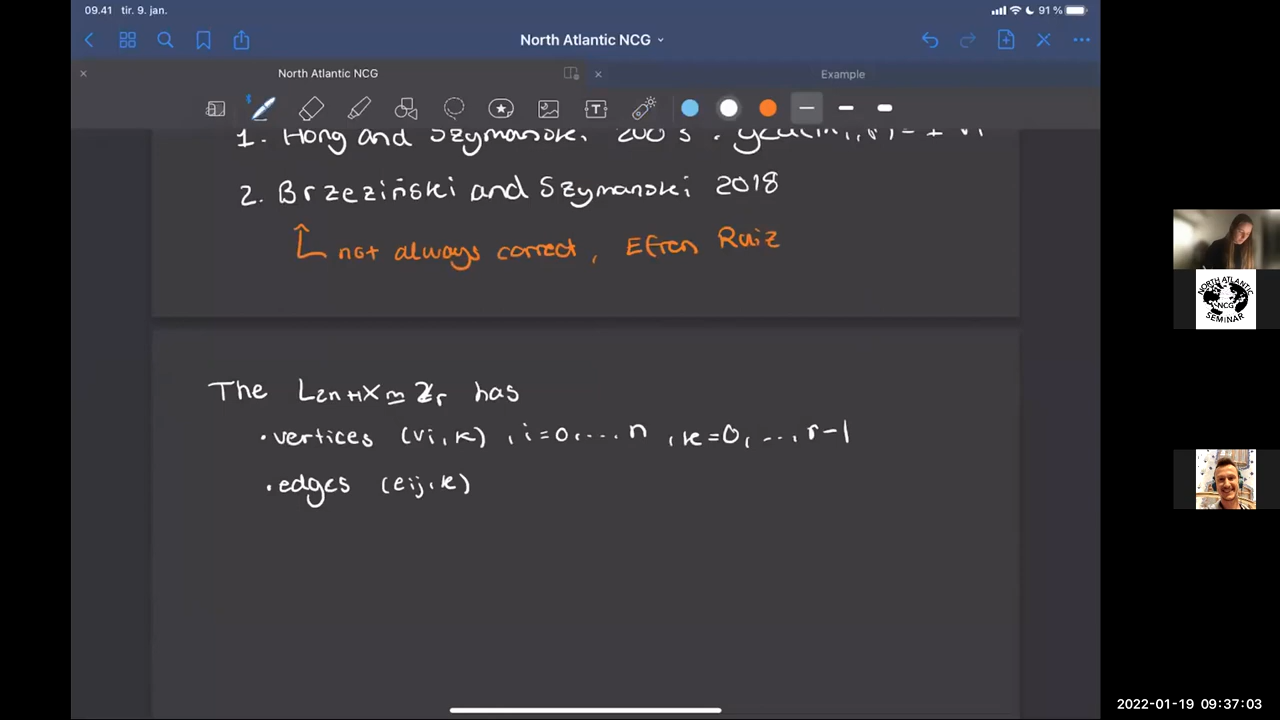 09.41 tir. 9. jan.
91 %
North Atlantic NCG
North Atlantic NCG
Example
1. Hong and Szymanski 2003:
2. Brzeziński and Szymanski 2018
not always correct, Efren Ruiz
The L2n+1 ×m ℤr has
• vertices (vi,k), i=0,...,n, k=0,...,r-1
• edges (eij,k)
NORTH ATLANTIC
NCG
SEMINAR
2022-01-19 09:37:03